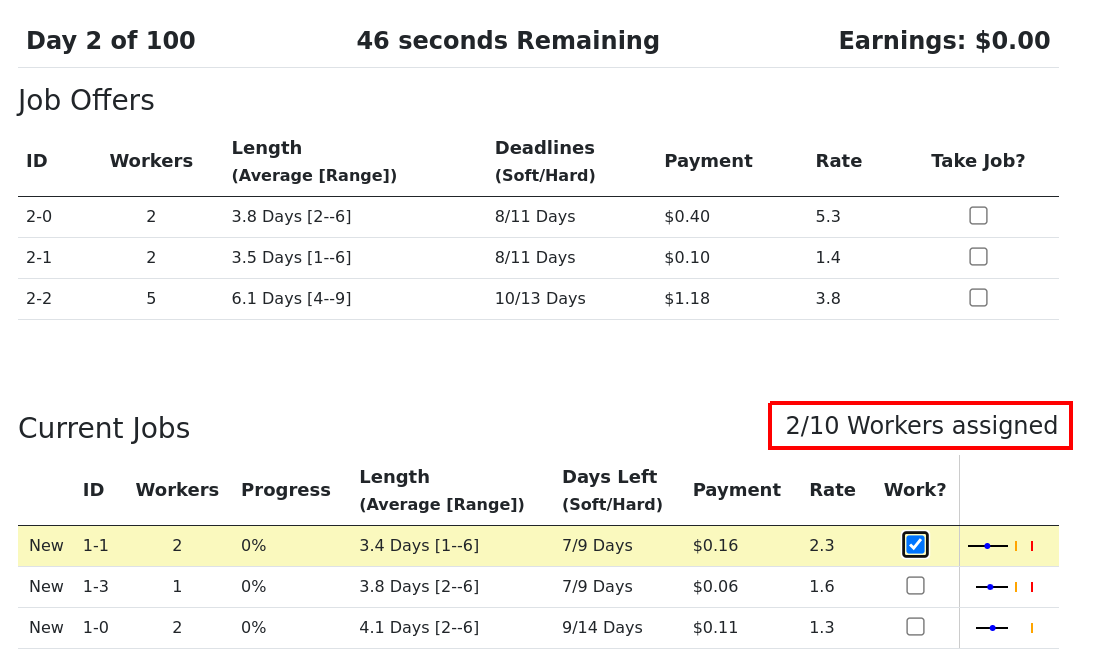 Day 2 of 100 46 seconds Remaining Earnings: $0.00
Job Offers
ID Workers Length (Average [Range]) Deadlines (Soft/Hard) Payment Rate Take Job?
2-0 2 3.8 Days [2--6] 8/11 Days $0.40 5.3
2-1 2 3.5 Days [1--6] 8/11 Days $0.10 1.4
2-2 5 6.1 Days [4--9] 10/13 Days $1.18 3.8
Current Jobs 2/10 Workers assigned
ID Workers Progress Length (Average [Range]) Days Left (Soft/Hard) Payment Rate Work?
New 1-1 2 0% 3.4 Days [1--6] 7/9 Days $0.16 2.3
New 1-3 1 0% 3.8 Days [2--6] 7/9 Days $0.06 1.6
New 1-0 2 0% 4.1 Days [2--6] 9/14 Days $0.11 1.3